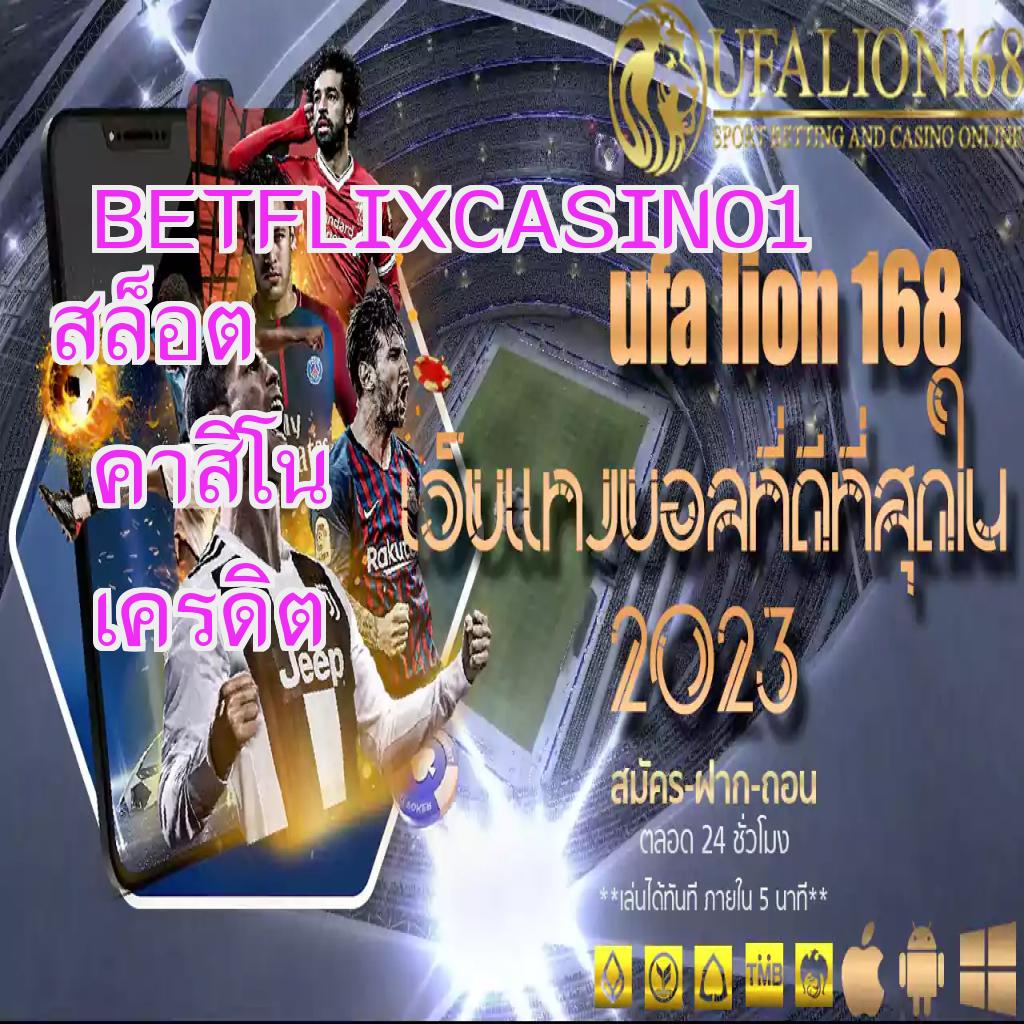 UFALION168
SPORT BETTING AND CASINO ONLINE
BETFLIXCASINO1
ufa lion 168
สล็อต
คาสิโน
เว็บแทงบอลที่ดีที่สุดใน
เครดิต
2023
Rakut
Jeep
สมัคร-ฝาก-ถอน
ตลอด 24 ชั่วโมง
**เล่นได้ทันที ภายใน 5 นาที**
TMB